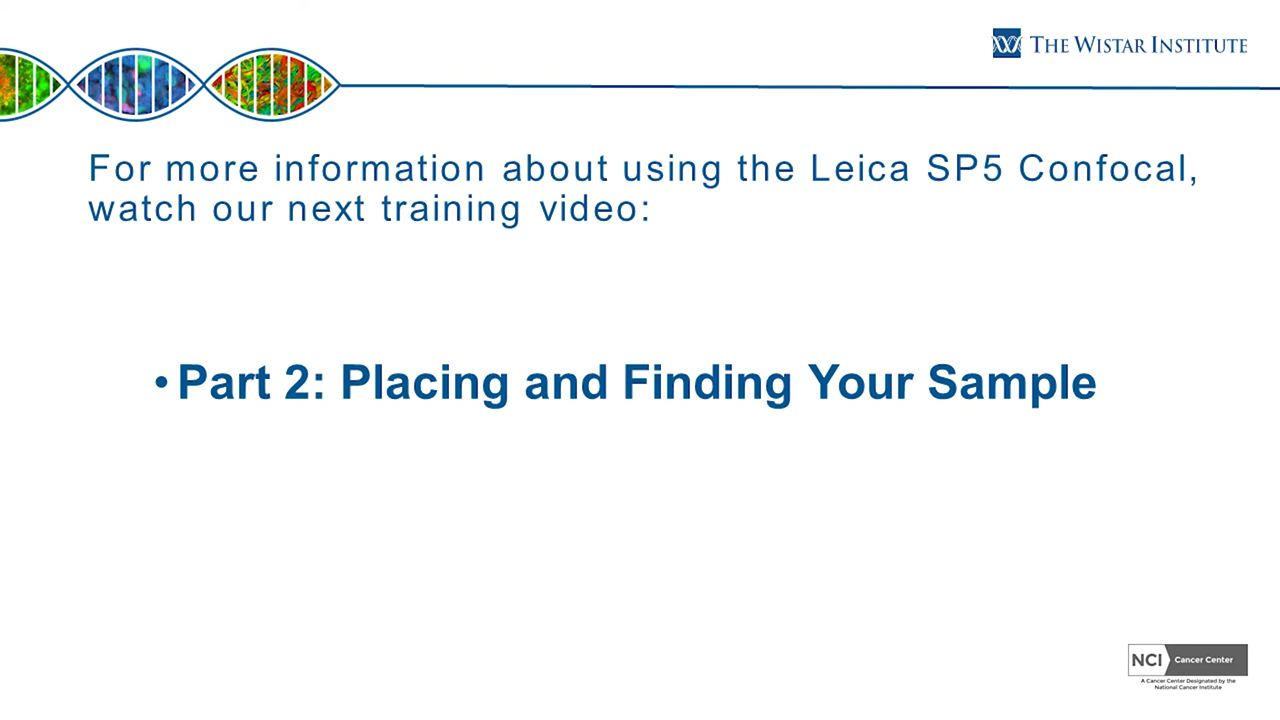 THE WISTAR INSTITUTE
For more information about using the Leica SP5 Confocal,
watch our next training video:
• Part 2: Placing and Finding Your Sample
NCI Cancer Center
A Cancer Center Designated by the
National Cancer Institute